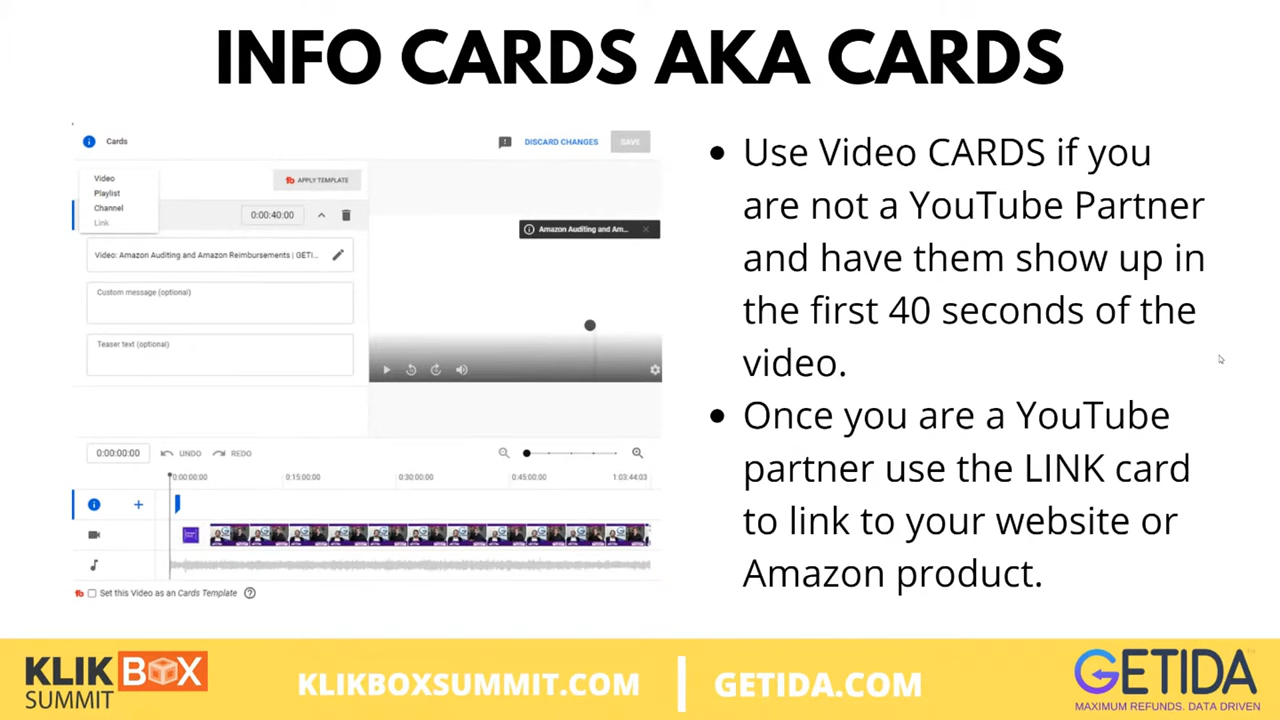 INFO CARDS AKA CARDS
Cards
DISCARD CHANGES
SAVE
Video
Playlist
Channel
Link
APPLY TEMPLATE
0:00:40:00
Video: Amazon Auditing and Amazon Reimbursements | GETI...
Custom message (optional)
Teaser text (optional)
Amazon Auditing and Am...
0:00:00:00
UNDO
REDO
0:00:00:00
0:15:00:00
0:30:00:00
0:45:00:00
1:03:44:03
Set this Video as an Cards Template
• Use Video CARDS if you
are not a YouTube Partner
and have them show up in
the first 40 seconds of the
video.
• Once you are a YouTube
partner use the LINK card
to link to your website or
Amazon product.
KLIK BOX
SUMMIT
KLIKBOXSUMMIT.COM | GETIDA.COM
GETIDA
MAXIMUM REFUNDS. DATA DRIVEN